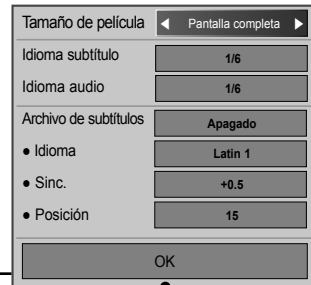 Tamaño de película ◀ Pantalla completa ▶
Idioma subtítulo 1/6
Idioma audio 1/6
Archivo de subtítulos Apagado
● Idioma Latin 1
● Sinc. +0.5
● Posición 15
OK